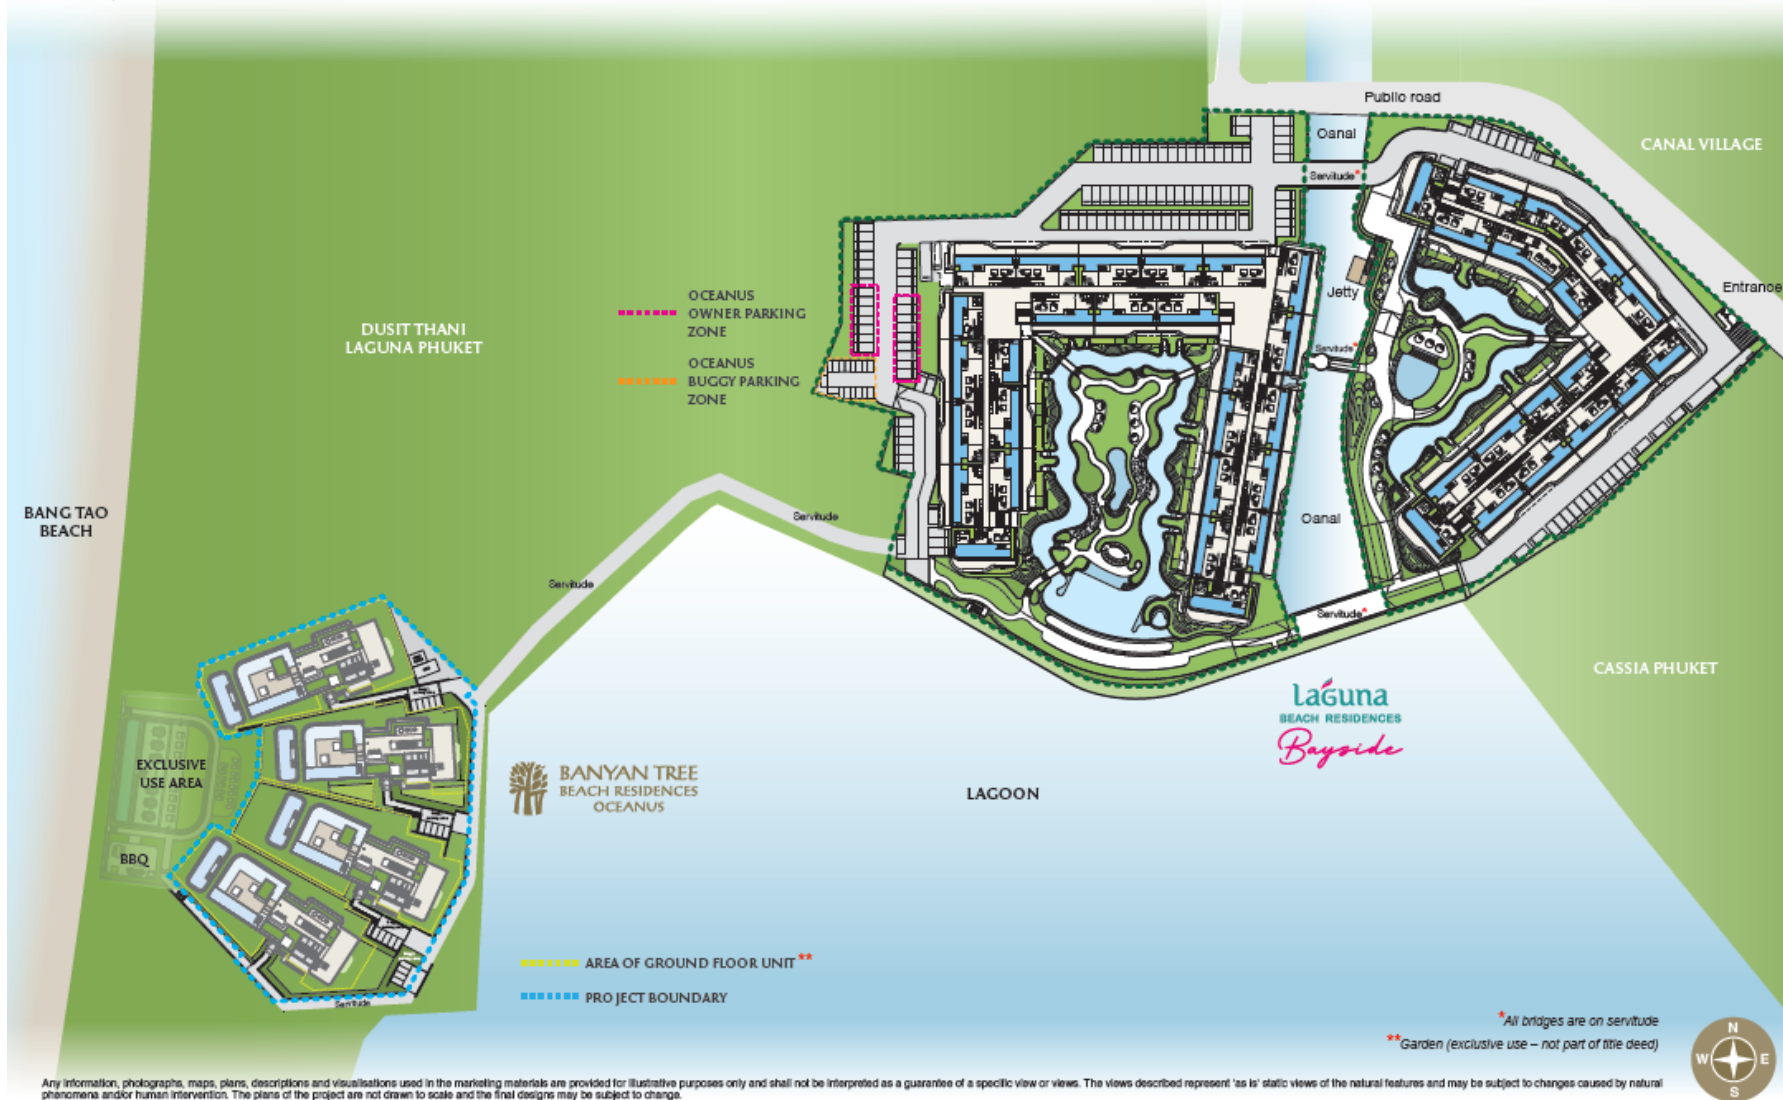 Public road
Canal
CANAL VILLAGE
Servitude*
Entrance
Jetty
OCEANUS
OWNER PARKING
ZONE
DUSIT THANI
LAGUNA PHUKET
Servitude*
OCEANUS
BUGGY PARKING
ZONE
BANG TAO
BEACH
Servitude
Canal
Servitude
Servitude*
CASSIA PHUKET
Laguna
BEACH RESIDENCES
Bayside
EXCLUSIVE
USE AREA
BANYAN TREE
BEACH RESIDENCES
OCEANUS
LAGOON
BBQ
AREA OF GROUND FLOOR UNIT**
PROJECT BOUNDARY
Servitude
*All bridges are on servitude
**Garden (exclusive use – not part of title deed)
N
W E
S
Any information, photographs, maps, plans, descriptions and visualisations used in the marketing materials are provided for illustrative purposes only and shall not be interpreted as a guarantee of a specific view or views. The views described represent 'as is' static views of the natural features and may be subject to changes caused by natural
phenomena and/or human intervention. The plans of the project are not drawn to scale and the final designs may be subject to change.